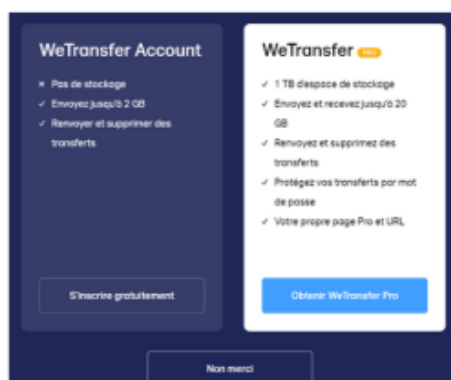 WeTransfer Account
× Pas de stockage
✓ Envoyez jusqu'à 2 GB
✓ Renvoyer et supprimer des
transferts
S'inscrire gratuitement
WeTransfer PRO
✓ 1 TB d'espace de stockage
✓ Envoyez et recevez jusqu'à 20
GB
✓ Renvoyez et supprimez des
transferts
✓ Protégez vos transferts par mot
de passe
✓ Votre propre page Pro et URL
Obtenir WeTransfer Pro
Non merci